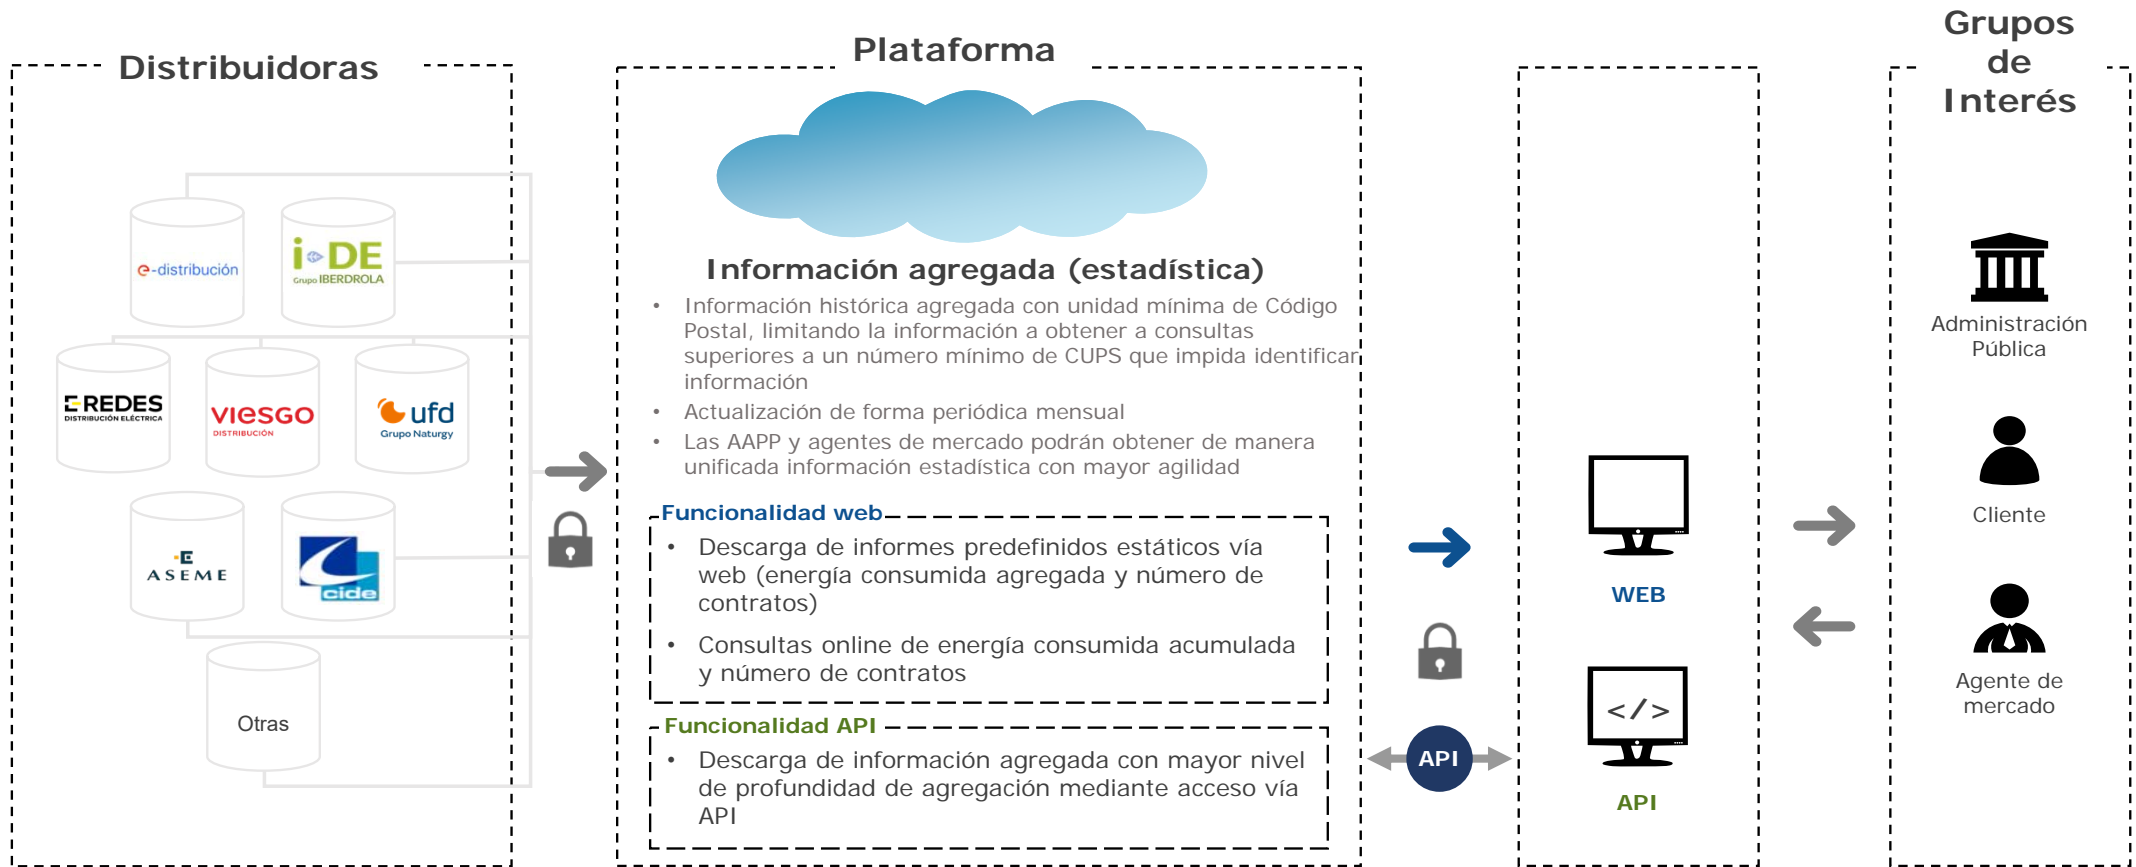 Distribuidoras
e-distribución
i-DE
Grupo IBERDROLA
E-REDES
DISTRIBUCIÓN ELÉCTRICA
VIESGO
DISTRIBUCIÓN
ufd
Grupo Naturgy
ASEME
cide
Otras
Plataforma
Información agregada (estadística)
• Información histórica agregada con unidad mínima de Código
Postal, limitando la información a obtener a consultas
superiores a un número mínimo de CUPS que impida identificar
información
• Actualización de forma periódica mensual
• Las AAPP y agentes de mercado podrán obtener de manera
unificada información estadística con mayor agilidad
Funcionalidad web
• Descarga de informes predefinidos estáticos vía
web (energía consumida agregada y número de
contratos)
• Consultas online de energía consumida acumulada
y número de contratos
Funcionalidad API
• Descarga de información agregada con mayor nivel
de profundidad de agregación mediante acceso vía
API
API
WEB
</>
API
Grupos
de
Interés
Administración
Pública
Cliente
Agente de
mercado